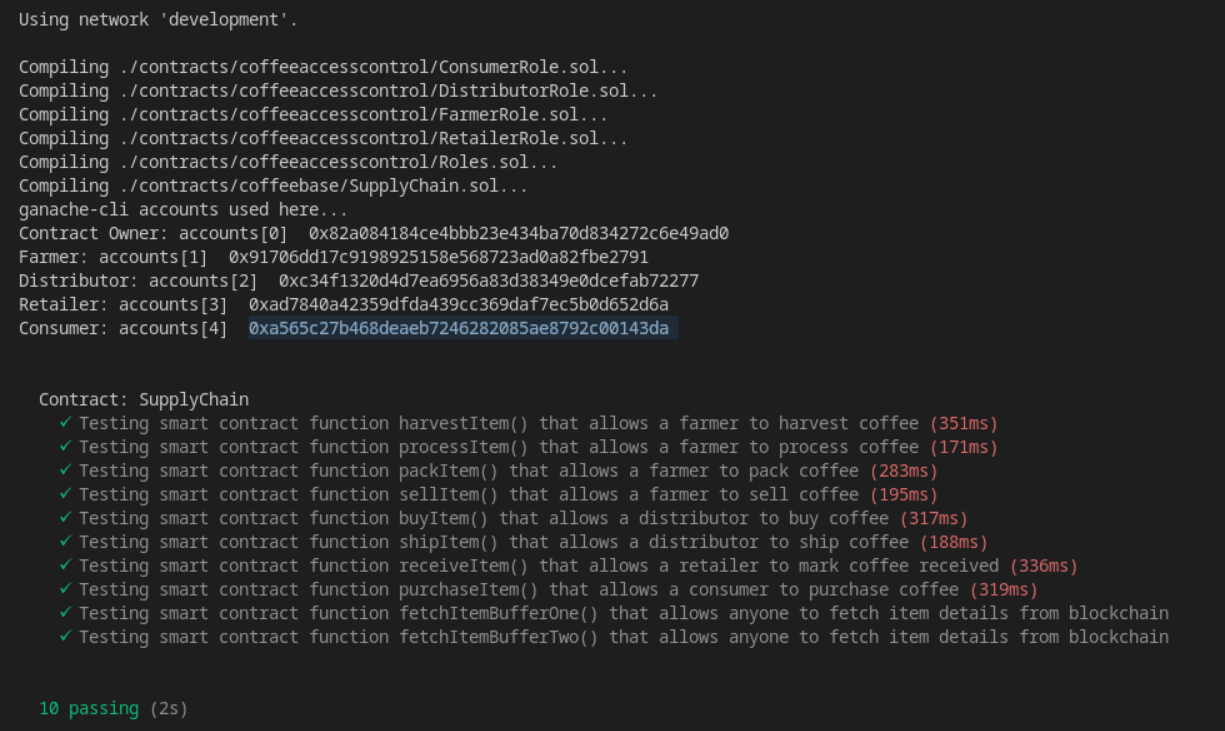 Using network 'development'.
Compiling ./contracts/coffeeaccesscontrol/ConsumerRole.sol...
Compiling ./contracts/coffeeaccesscontrol/DistributorRole.sol...
Compiling ./contracts/coffeeaccesscontrol/FarmerRole.sol...
Compiling ./contracts/coffeeaccesscontrol/RetailerRole.sol...
Compiling ./contracts/coffeeaccesscontrol/Roles.sol...
Compiling ./contracts/coffeebase/SupplyChain.sol...
ganache-cli accounts used here...
Contract Owner: accounts[0]  0x82a084184ce4bbb23e434ba70d834272c6e49ad0
Farmer: accounts[1]  0x91706dd17c9198925158e568723ad0a82fbe2791
Distributor: accounts[2]  0xc34f1320d4d7ea6956a83d38349e0dcefab72277
Retailer: accounts[3]  0xad7840a42359dfda439cc369daf7ec5b0d652d6a
Consumer: accounts[4]  0xa565c27b468deaeb7246282085ae8792c00143da
Contract: SupplyChain
✓ Testing smart contract function harvestItem() that allows a farmer to harvest coffee (351ms)
✓ Testing smart contract function processItem() that allows a farmer to process coffee (171ms)
✓ Testing smart contract function packItem() that allows a farmer to pack coffee (283ms)
✓ Testing smart contract function sellItem() that allows a farmer to sell coffee (195ms)
✓ Testing smart contract function buyItem() that allows a distributor to buy coffee (317ms)
✓ Testing smart contract function shipItem() that allows a distributor to ship coffee (188ms)
✓ Testing smart contract function receiveItem() that allows a retailer to mark coffee received (336ms)
✓ Testing smart contract function purchaseItem() that allows a consumer to purchase coffee (319ms)
✓ Testing smart contract function fetchItemBufferOne() that allows anyone to fetch item details from blockchain
✓ Testing smart contract function fetchItemBufferTwo() that allows anyone to fetch item details from blockchain
10 passing (2s)